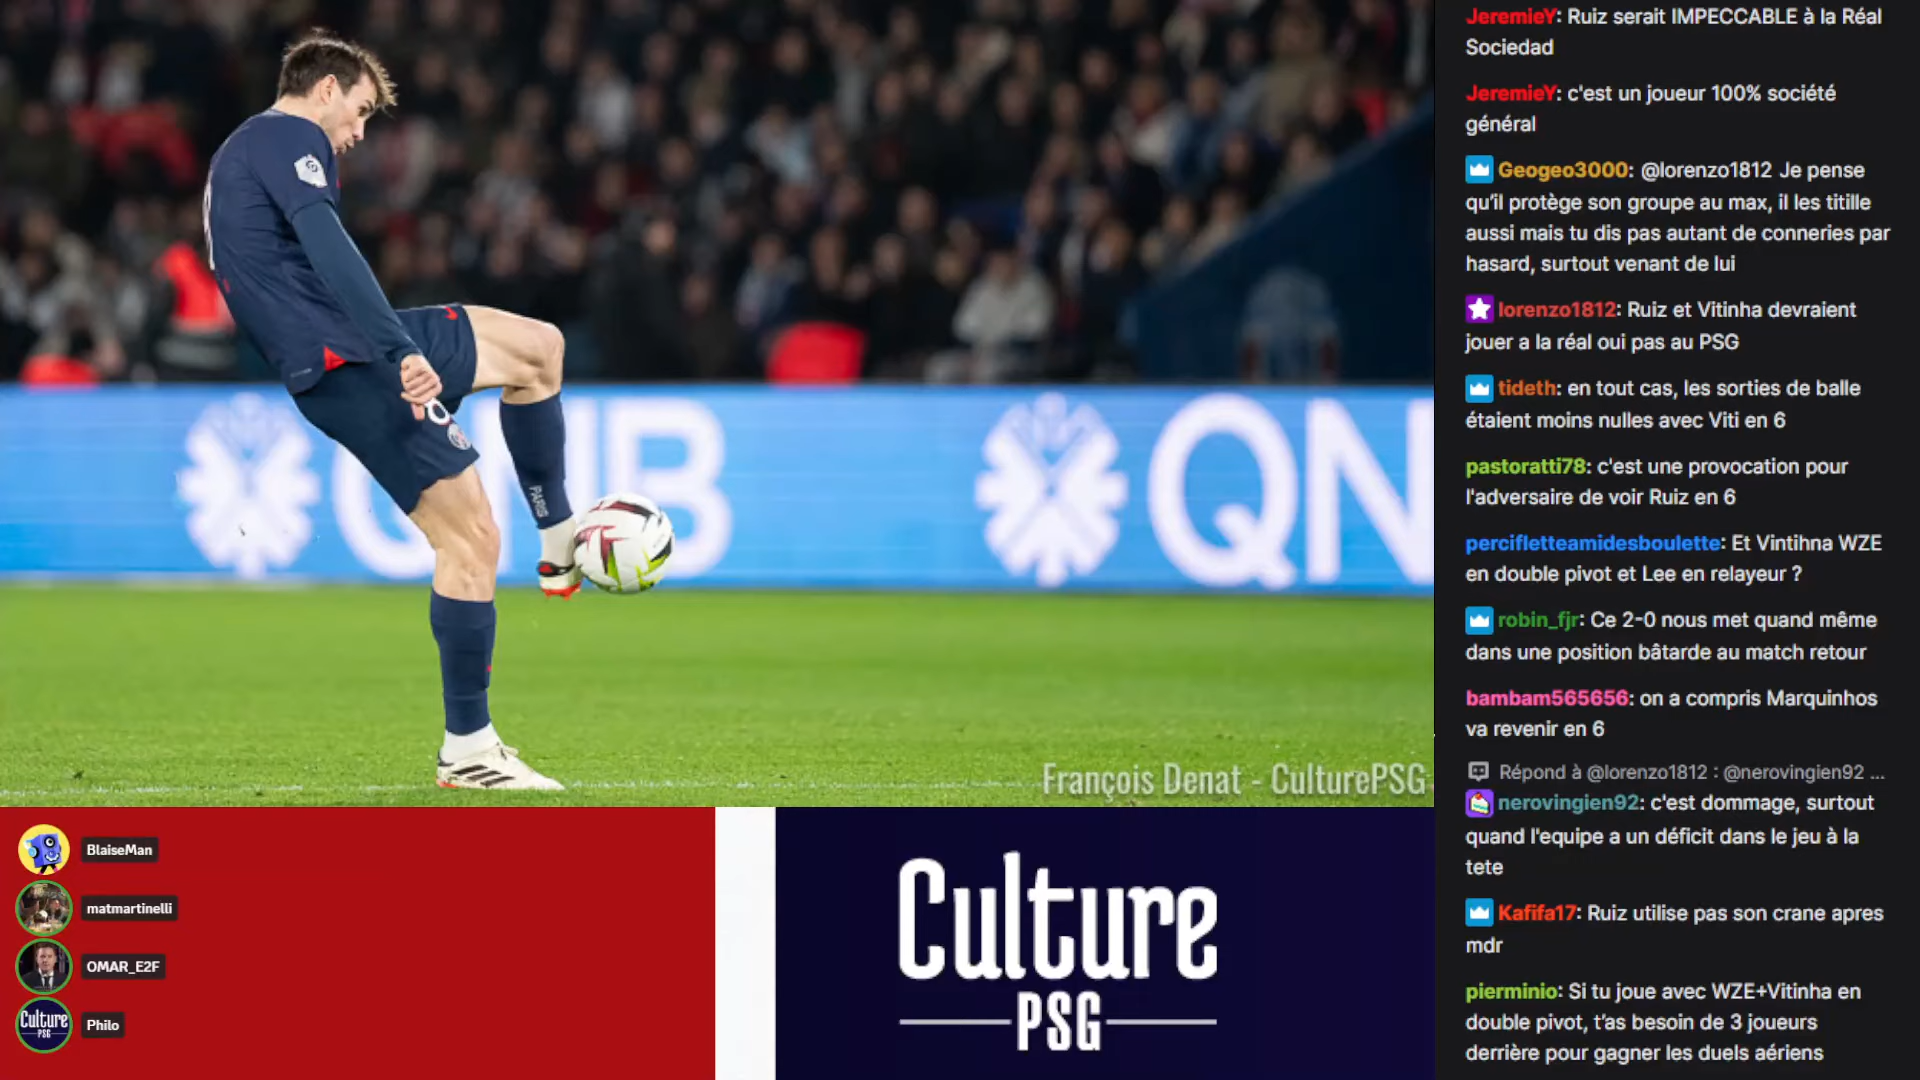 QNB
QN
PARIS
François Denat - CulturePSG
BlaiseMan
matmartinelli
OMAR_E2F
Culture
PSG
Philo
Culture
PSG
JeremieY: Ruiz serait IMPECCABLE à la Réal
Sociedad
JeremieY: c'est un joueur 100% société
général
Geogeo3000: @lorenzo1812 Je pense
qu'il protège son groupe au max, il les titille
aussi mais tu dis pas autant de conneries par
hasard, surtout venant de lui
lorenzo1812: Ruiz et Vitinha devraient
jouer a la réal oui pas au PSG
tideth: en tout cas, les sorties de balle
étaient moins nulles avec Viti en 6
pastoratti78: c'est une provocation pour
l'adversaire de voir Ruiz en 6
percifletteamidesboulette: Et Vintihna WZE
en double pivot et Lee en relayeur ?
robin_fjr: Ce 2-0 nous met quand même
dans une position bâtarde au match retour
bambam565656: on a compris Marquinhos
va revenir en 6
Répond à @lorenzo1812 : @nerovingien92 ...
nerovingien92: c'est dommage, surtout
quand l'equipe a un déficit dans le jeu à la
tete
Kafifa17: Ruiz utilise pas son crane apres
mdr
pierminio: Si tu joue avec WZE+Vitinha en
double pivot, t'as besoin de 3 joueurs
derrière pour gagner les duels aériens